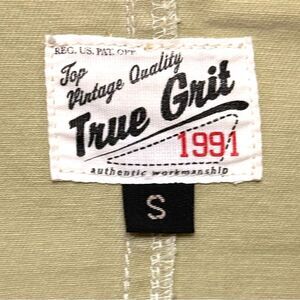 REG. US. PAT. OFF
Top
Vintage Quality
True Grit
1991
authentic workmanship
S